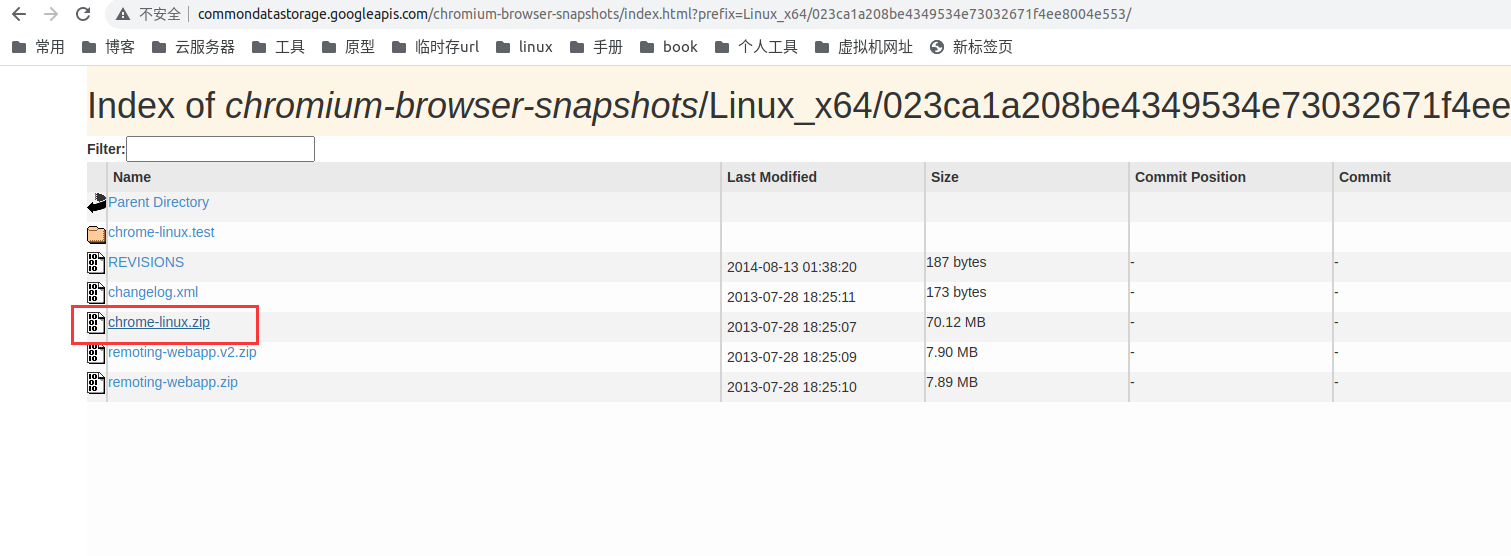 不安全 commondatastorage.googleapis.com/chromium-browser-snapshots/index.html?prefix=Linux_x64/023ca1a208be4349534e73032671f4ee8004e553/
常用 博客 云服务器 工具 原型 临时存url linux 手册 book 个人工具 虚拟机网址 新标签页
Index of chromium-browser-snapshots/Linux_x64/023ca1a208be4349534e73032671f4ee
Filter:
Name Last Modified Size Commit Position Commit
Parent Directory
chrome-linux.test
REVISIONS 2014-08-13 01:38:20 187 bytes - -
changelog.xml 2013-07-28 18:25:11 173 bytes - -
chrome-linux.zip 2013-07-28 18:25:07 70.12 MB - -
remoting-webapp.v2.zip 2013-07-28 18:25:09 7.90 MB - -
remoting-webapp.zip 2013-07-28 18:25:10 7.89 MB - -